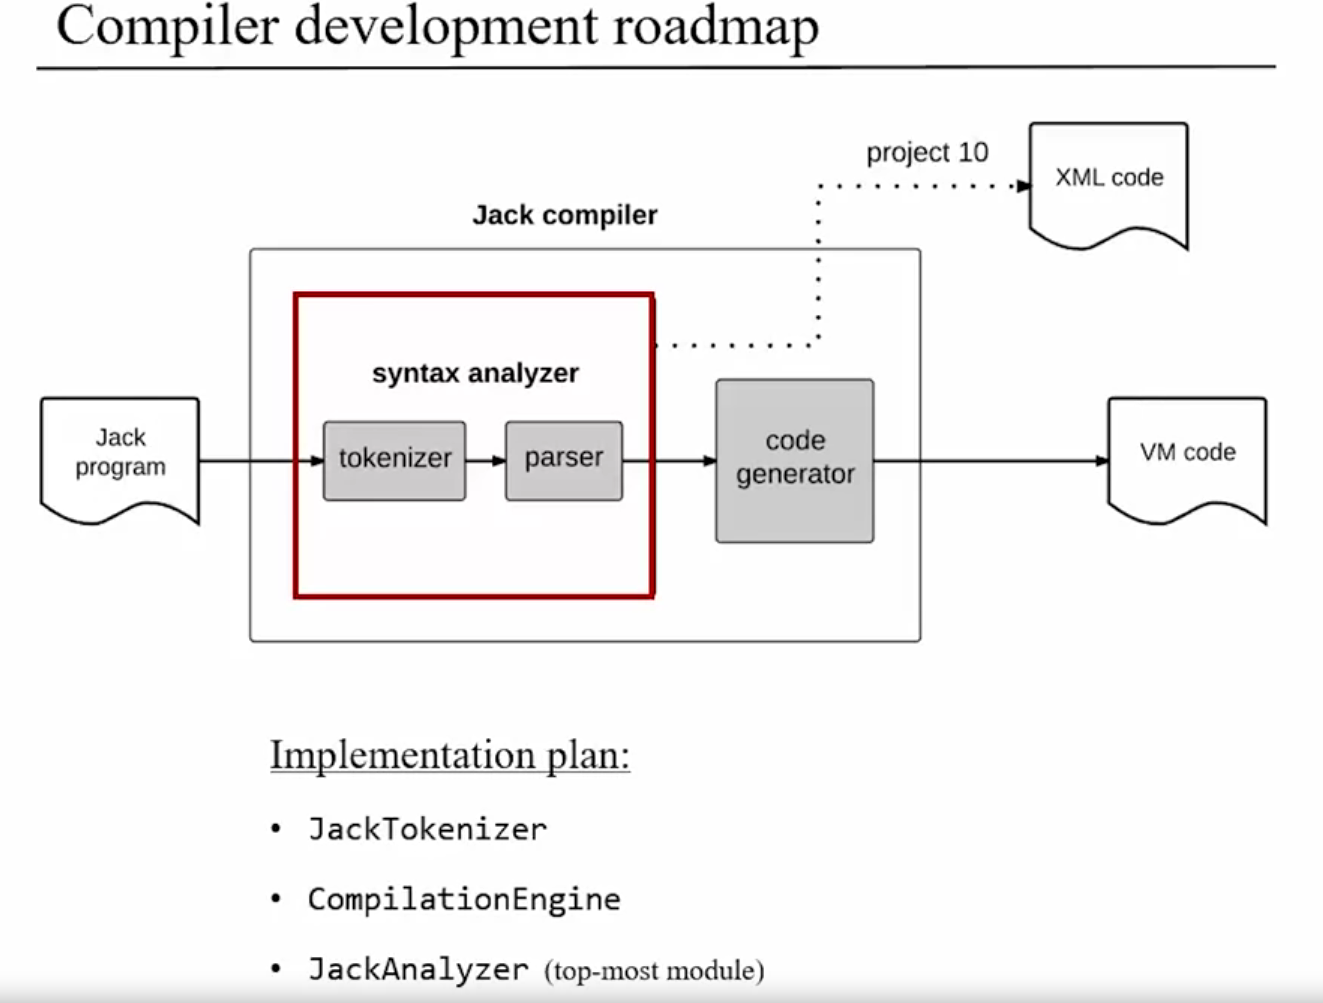 Compiler development roadmap
project 10
XML code
Jack compiler
syntax analyzer
Jack
program
tokenizer
parser
code
generator
VM code
Implementation plan:
• JackTokenizer
• CompilationEngine
• JackAnalyzer (top-most module)